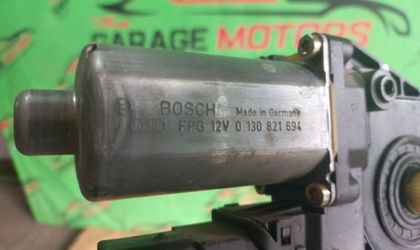 GARAGE MOTORS
BOSCH Made in Germany
FPG 12V 0 130 821 694